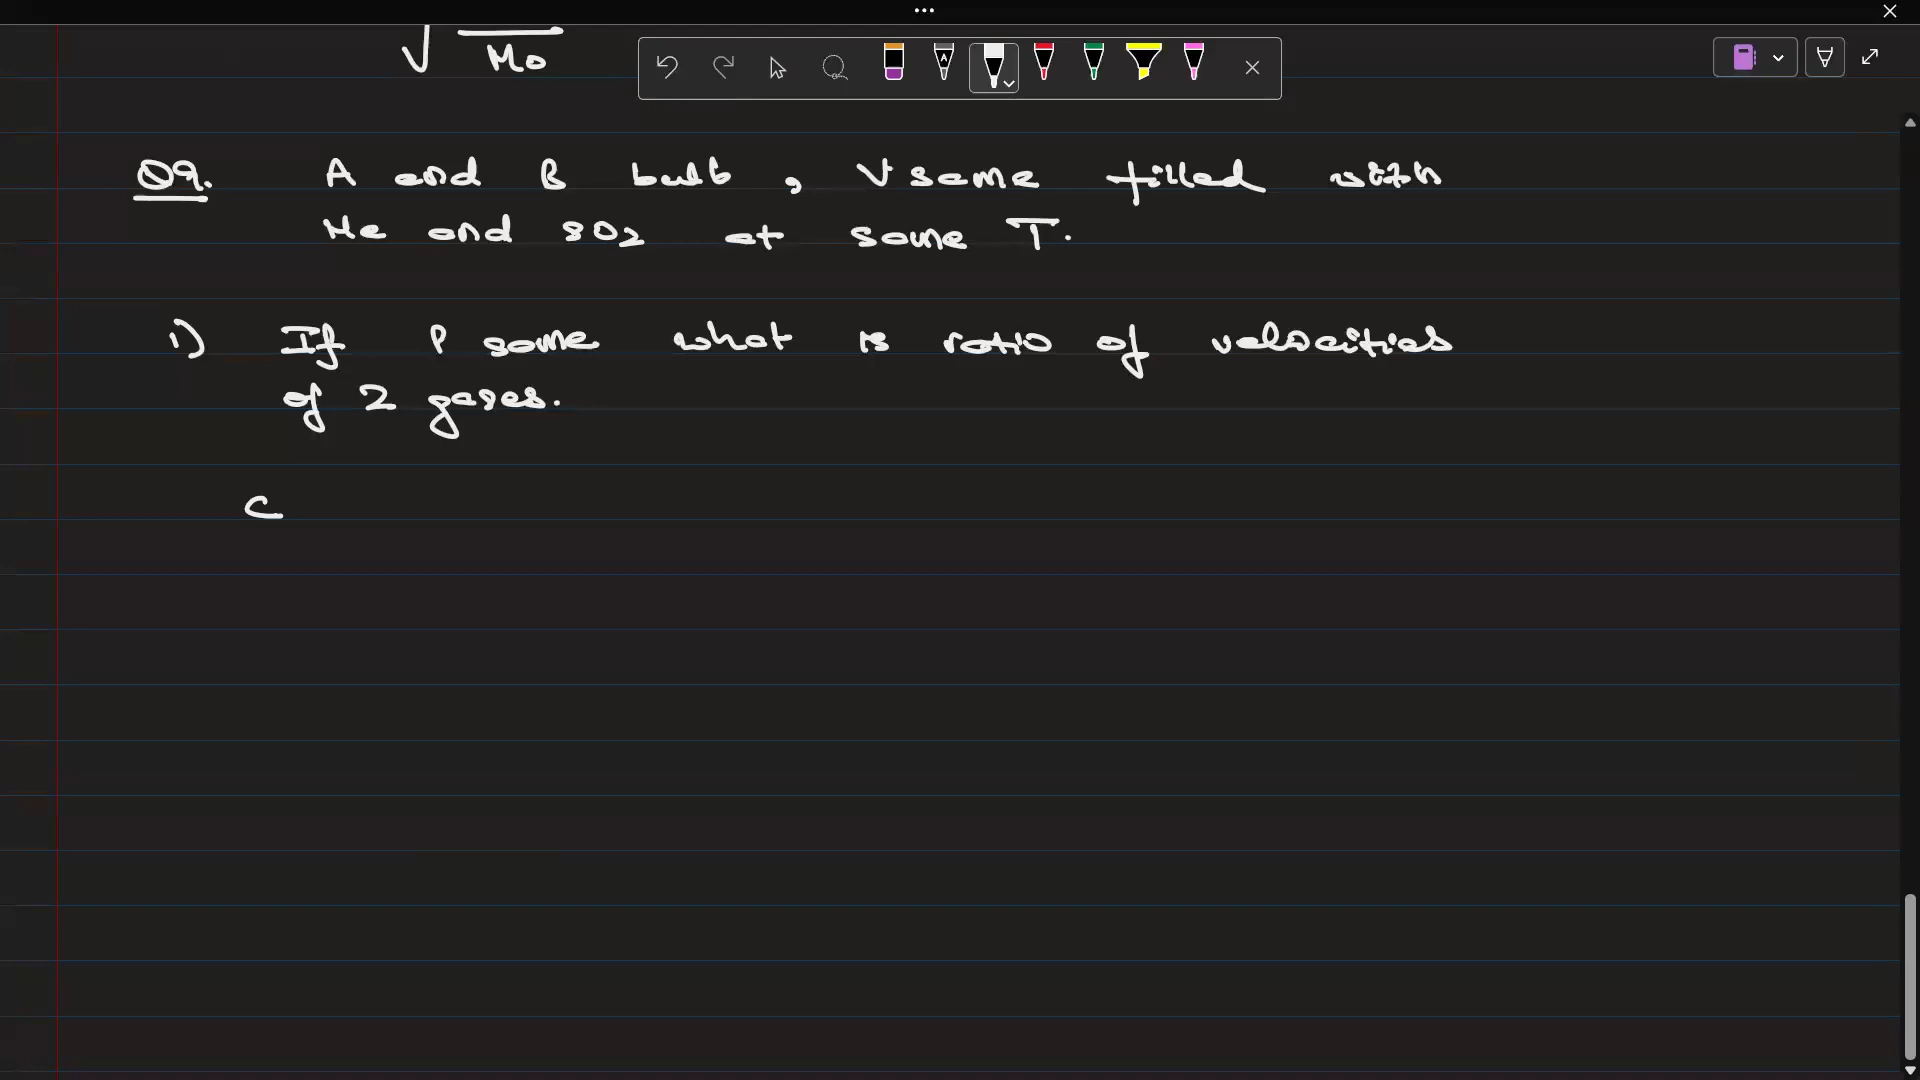 √ M₀
Q9. A and B bulb, V same filled with
He and SO₂ at same T.
1) If P same what is ratio of velocities
of 2 gases.
C